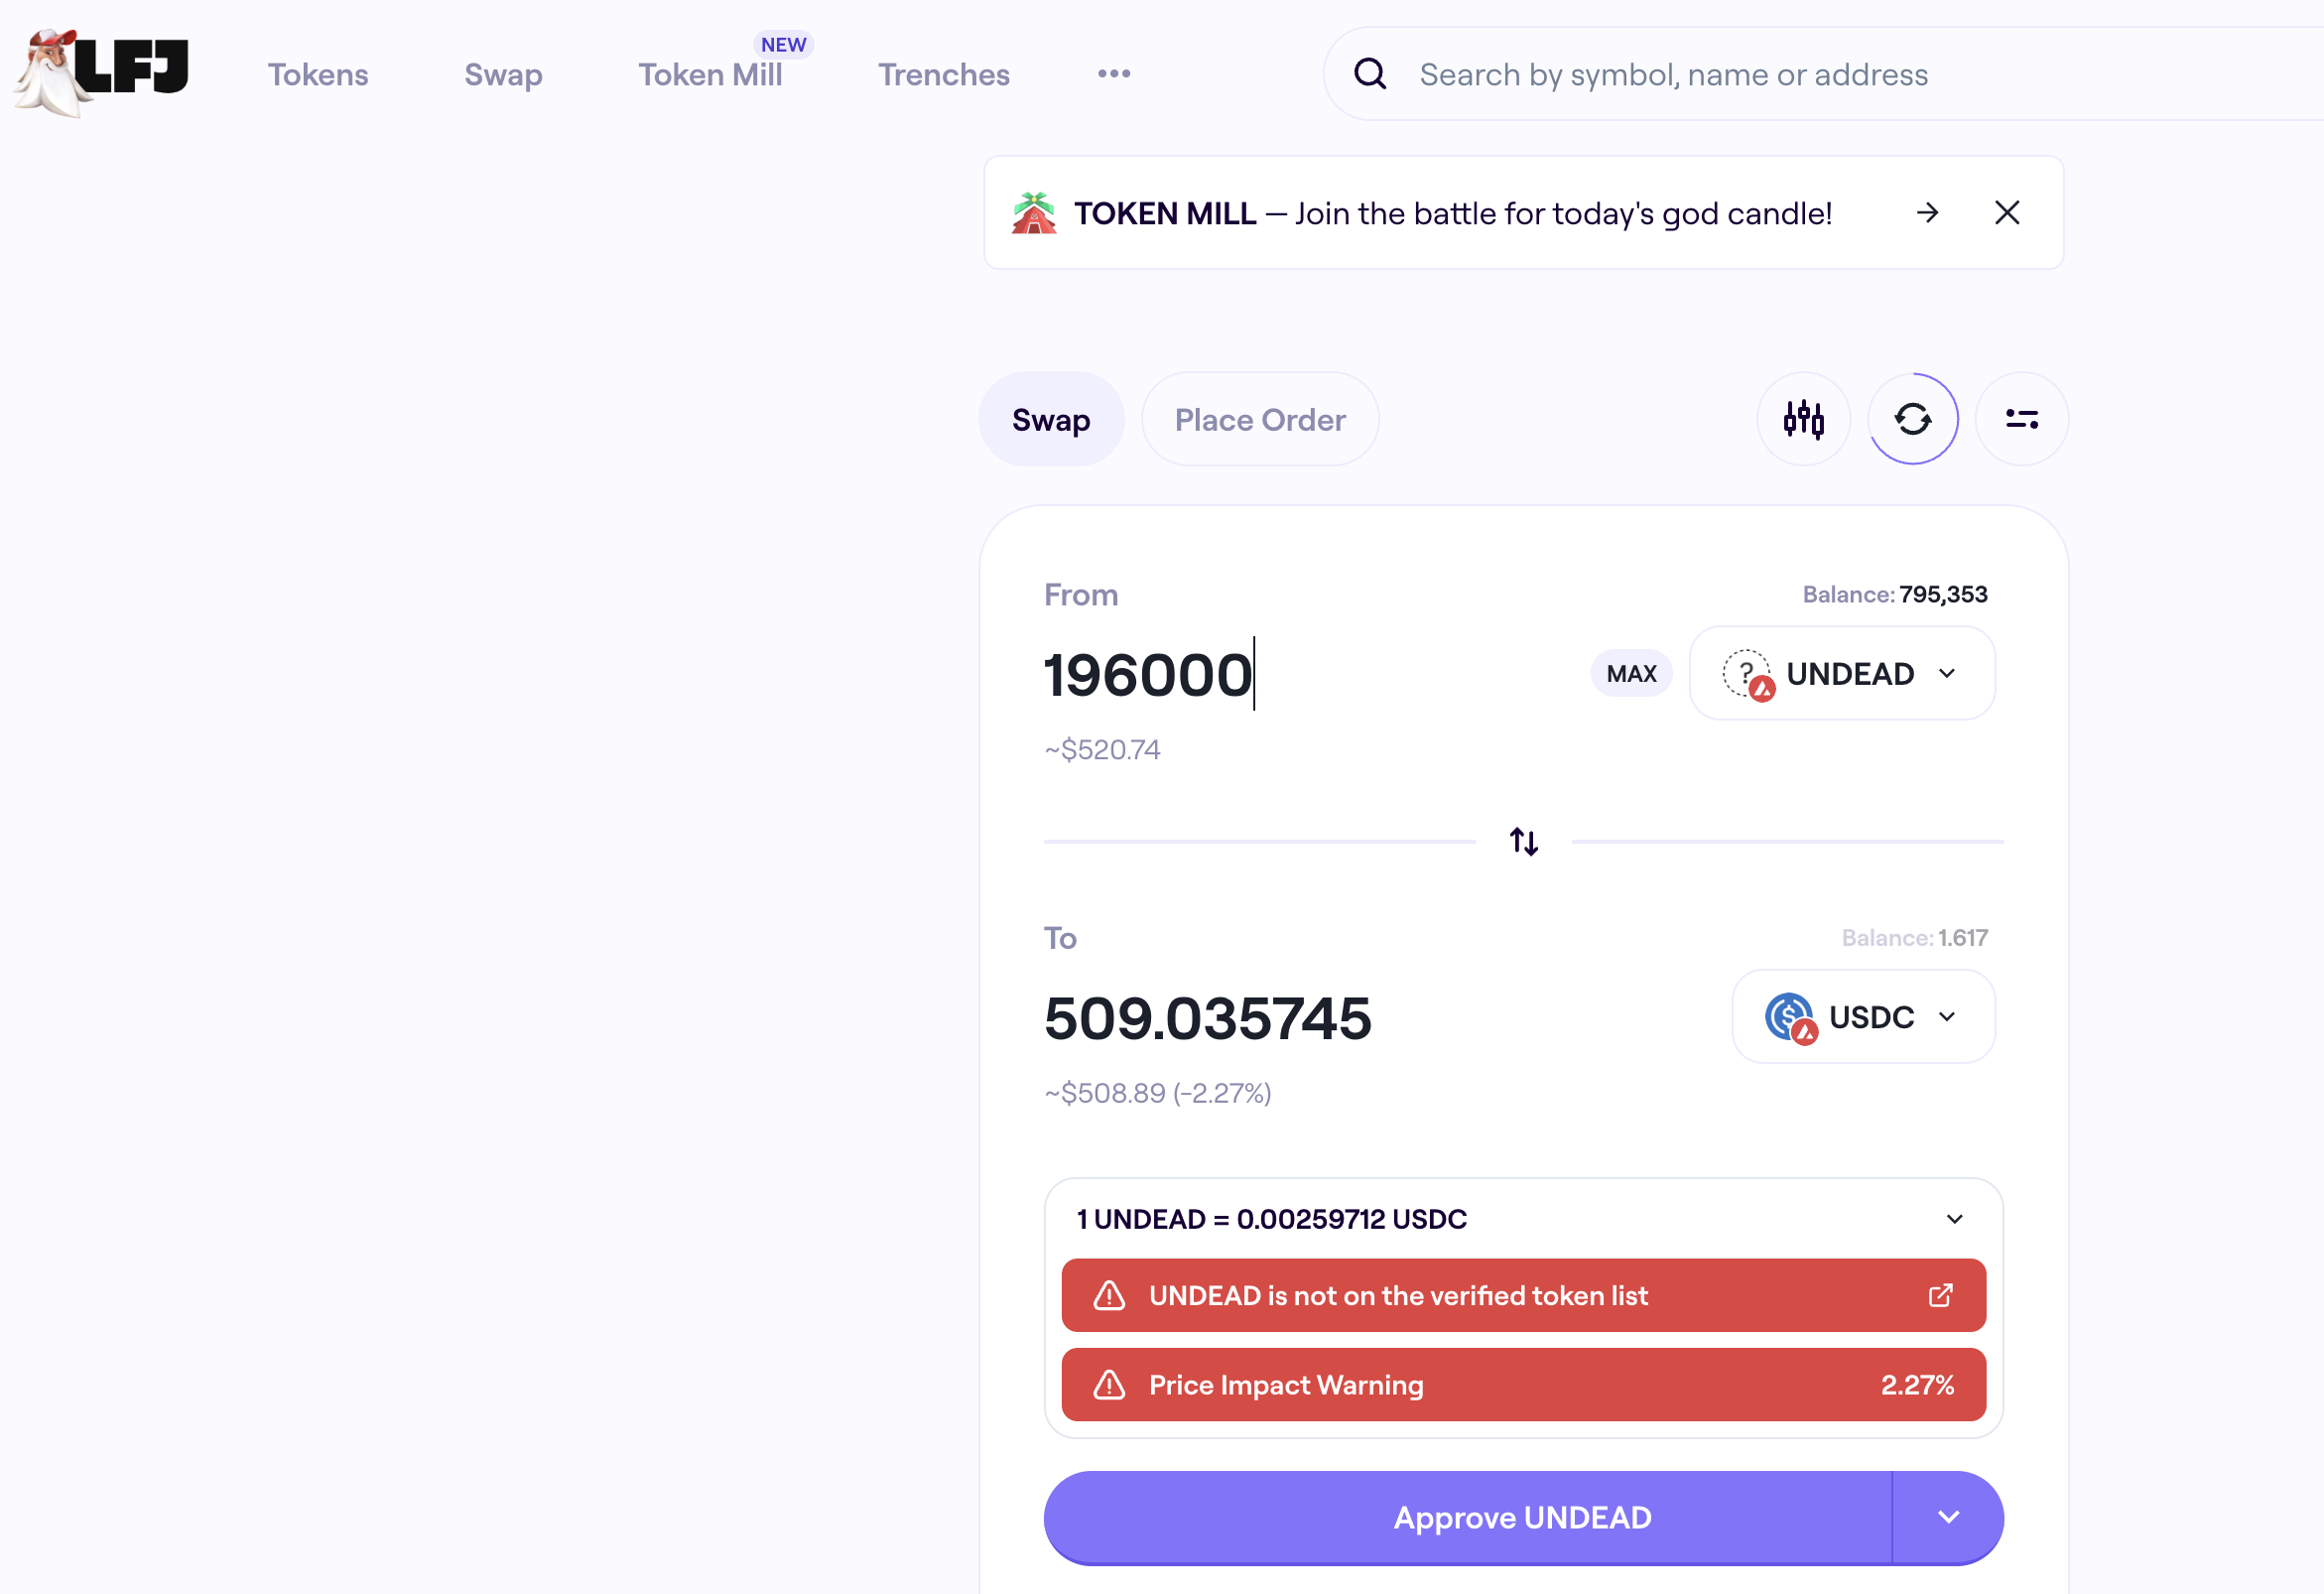 LFJ
Tokens
Swap
Token Mill
NEW
Trenches
Search by symbol, name or address
TOKEN MILL — Join the battle for today's god candle!
Swap
Place Order
From
Balance: 795,353
196000
MAX
? UNDEAD
~$520.74
To
Balance: 1.617
509.035745
USDC
~$508.89 (-2.27%)
1 UNDEAD = 0.00259712 USDC
UNDEAD is not on the verified token list
Price Impact Warning 2.27%
Approve UNDEAD